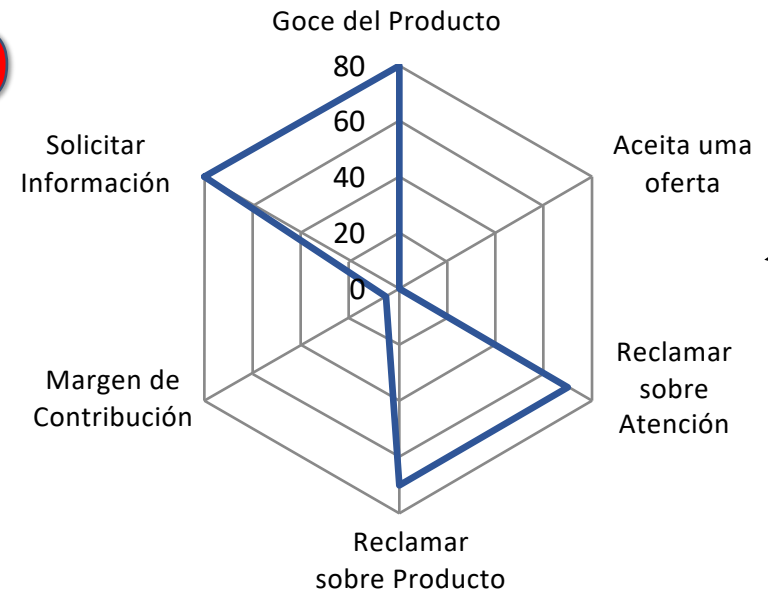 Goce del Producto
80
60
40
20
0
Aceita uma
oferta
Reclamar
sobre
Atención
Reclamar
sobre Producto
Margen de
Contribución
Solicitar
Información